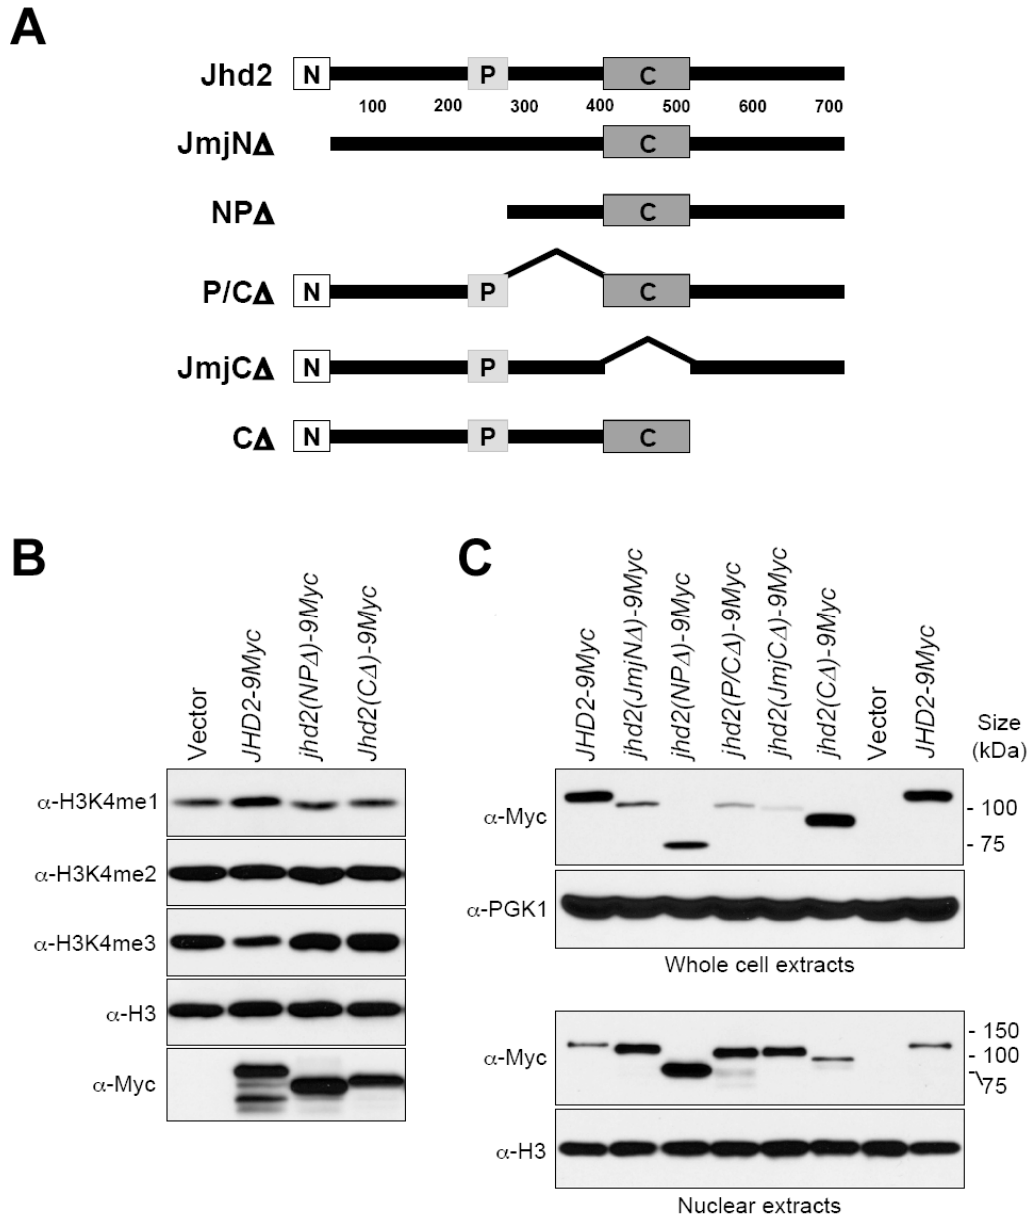 A
Jhd2 N P C
100 200 300 400 500 600 700
JmjNΔ C
NPΔ C
P/CΔ N P C
JmjCΔ N P
CΔ N P C
B
Vector
JHD2-9Myc
jhd2(NPΔ)-9Myc
Jhd2(CΔ)-9Myc
α-H3K4me1
α-H3K4me2
α-H3K4me3
α-H3
α-Myc
C
JHD2-9Myc
jhd2(JmjNΔ)-9Myc
jhd2(NPΔ)-9Myc
jhd2(P/CΔ)-9Myc
jhd2(JmjCΔ)-9Myc
jhd2(CΔ)-9Myc
Vector
JHD2-9Myc
Size
(kDa)
α-Myc
- 100
- 75
α-PGK1
Whole cell extracts
α-Myc
- 150
- 100
-\75
α-H3
Nuclear extracts